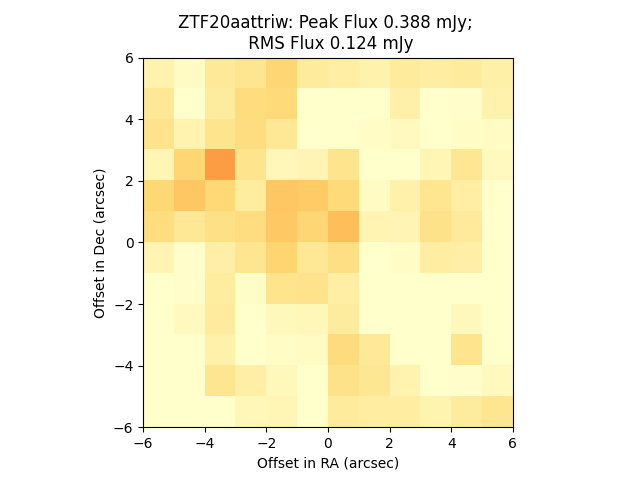 ZTF20aattriw: Peak Flux 0.388 mJy;
RMS Flux 0.124 mJy
6
4
2
0
−2
−4
−6
Offset in Dec (arcsec)
−6 −4 −2 0 2 4 6
Offset in RA (arcsec)